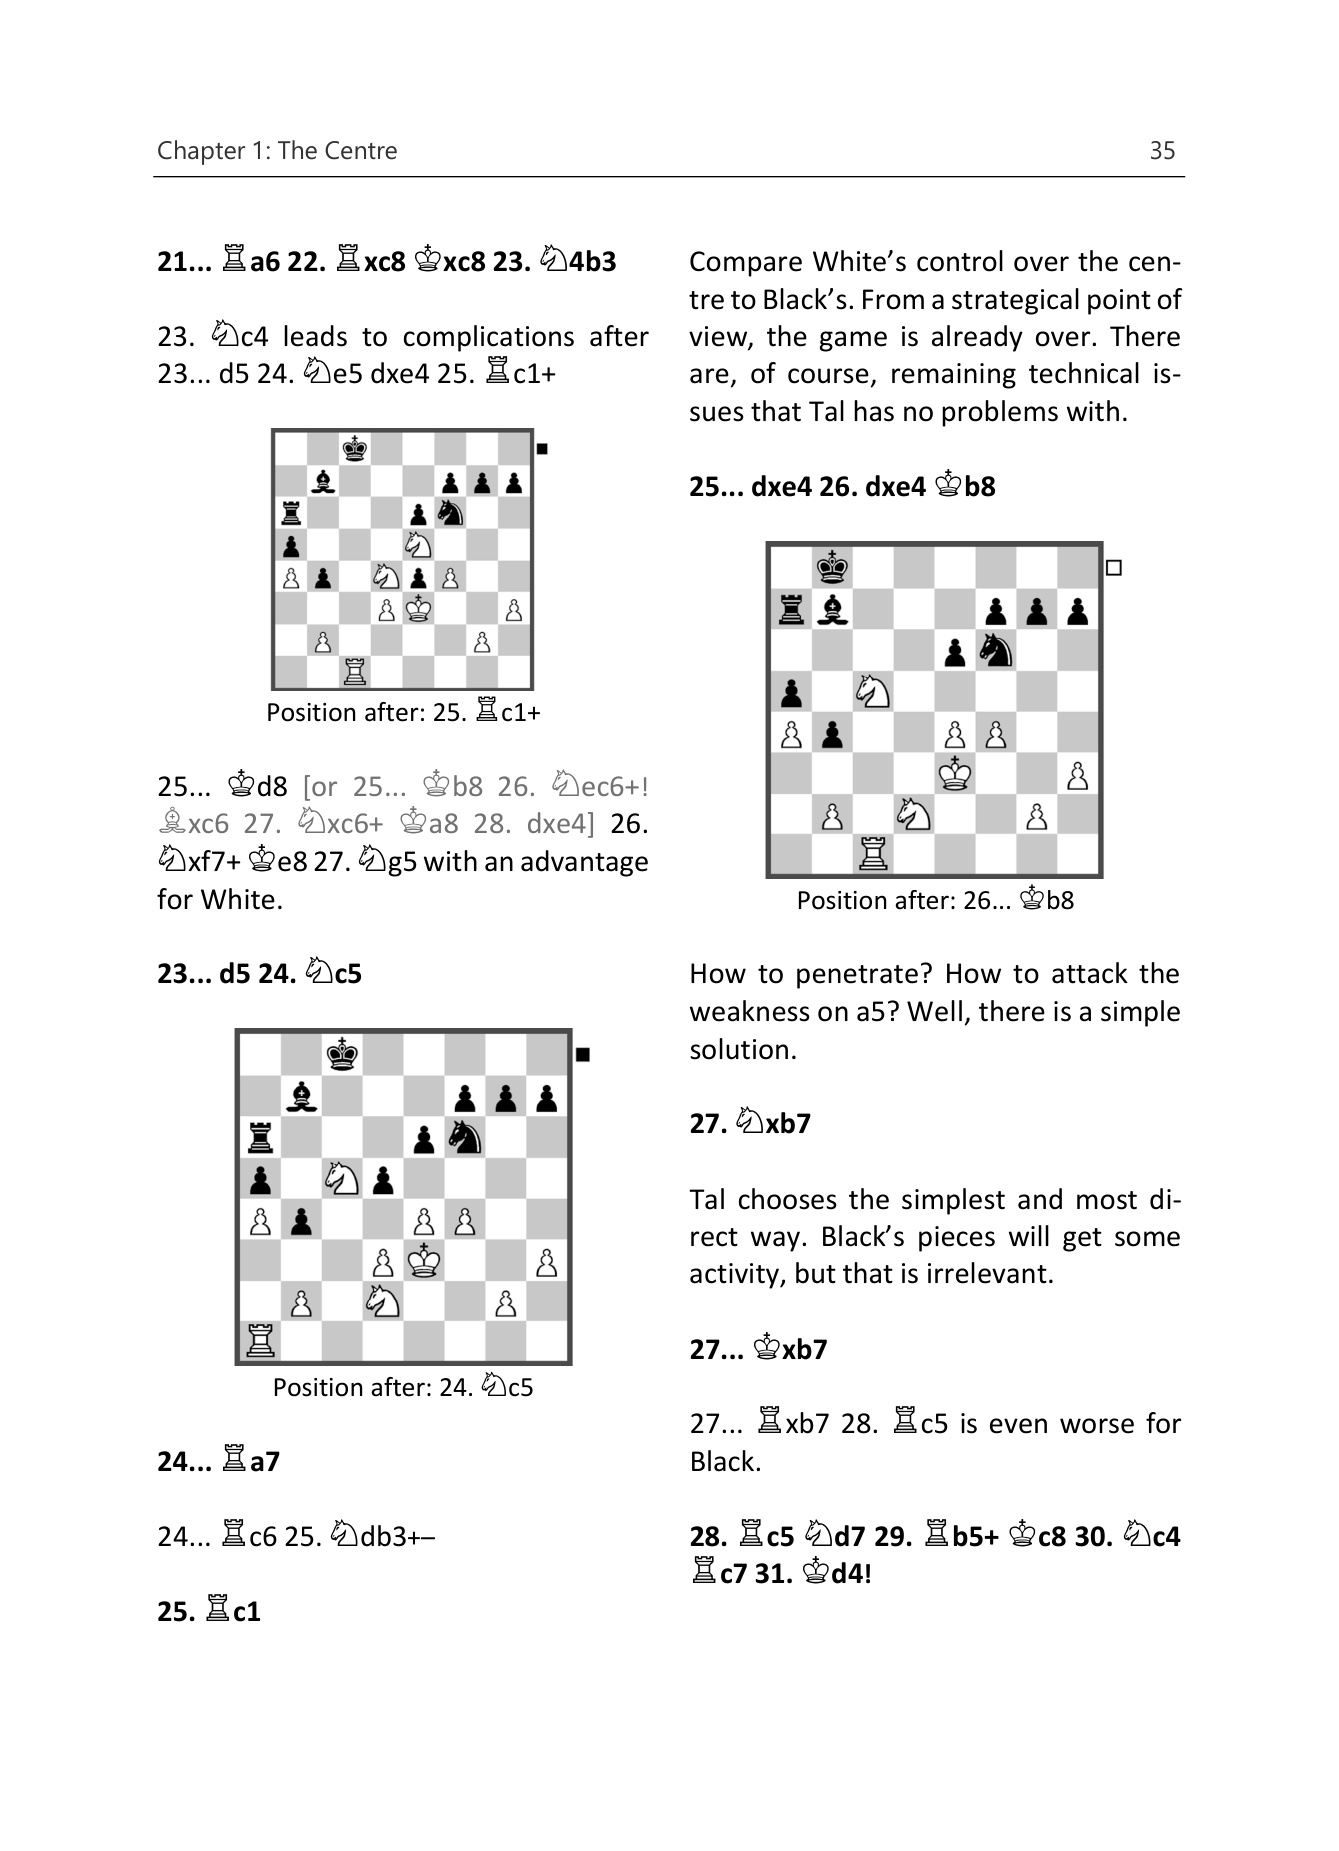 Chapter 1: The Centre 35
21... ♖a6 22. ♖xc8 ♔xc8 23. ♘4b3
23. ♘c4 leads to complications after
23... d5 24. ♘e5 dxe4 25. ♖c1+
Position after: 25. ♖c1+
25... ♔d8 [or 25... ♔b8 26. ♘ec6+!
♗xc6 27. ♘xc6+ ♔a8 28. dxe4] 26.
♘xf7+ ♔e8 27. ♘g5 with an advantage
for White.
23... d5 24. ♘c5
Position after: 24. ♘c5
24... ♖a7
24... ♖c6 25. ♘db3+–
25. ♖c1
Compare White’s control over the cen-
tre to Black’s. From a strategical point of
view, the game is already over. There
are, of course, remaining technical is-
sues that Tal has no problems with.
25... dxe4 26. dxe4 ♔b8
Position after: 26... ♔b8
How to penetrate? How to attack the
weakness on a5? Well, there is a simple
solution.
27. ♘xb7
Tal chooses the simplest and most di-
rect way. Black’s pieces will get some
activity, but that is irrelevant.
27... ♔xb7
27... ♖xb7 28. ♖c5 is even worse for
Black.
28. ♖c5 ♘d7 29. ♖b5+ ♔c8 30. ♘c4
♖c7 31. ♔d4!